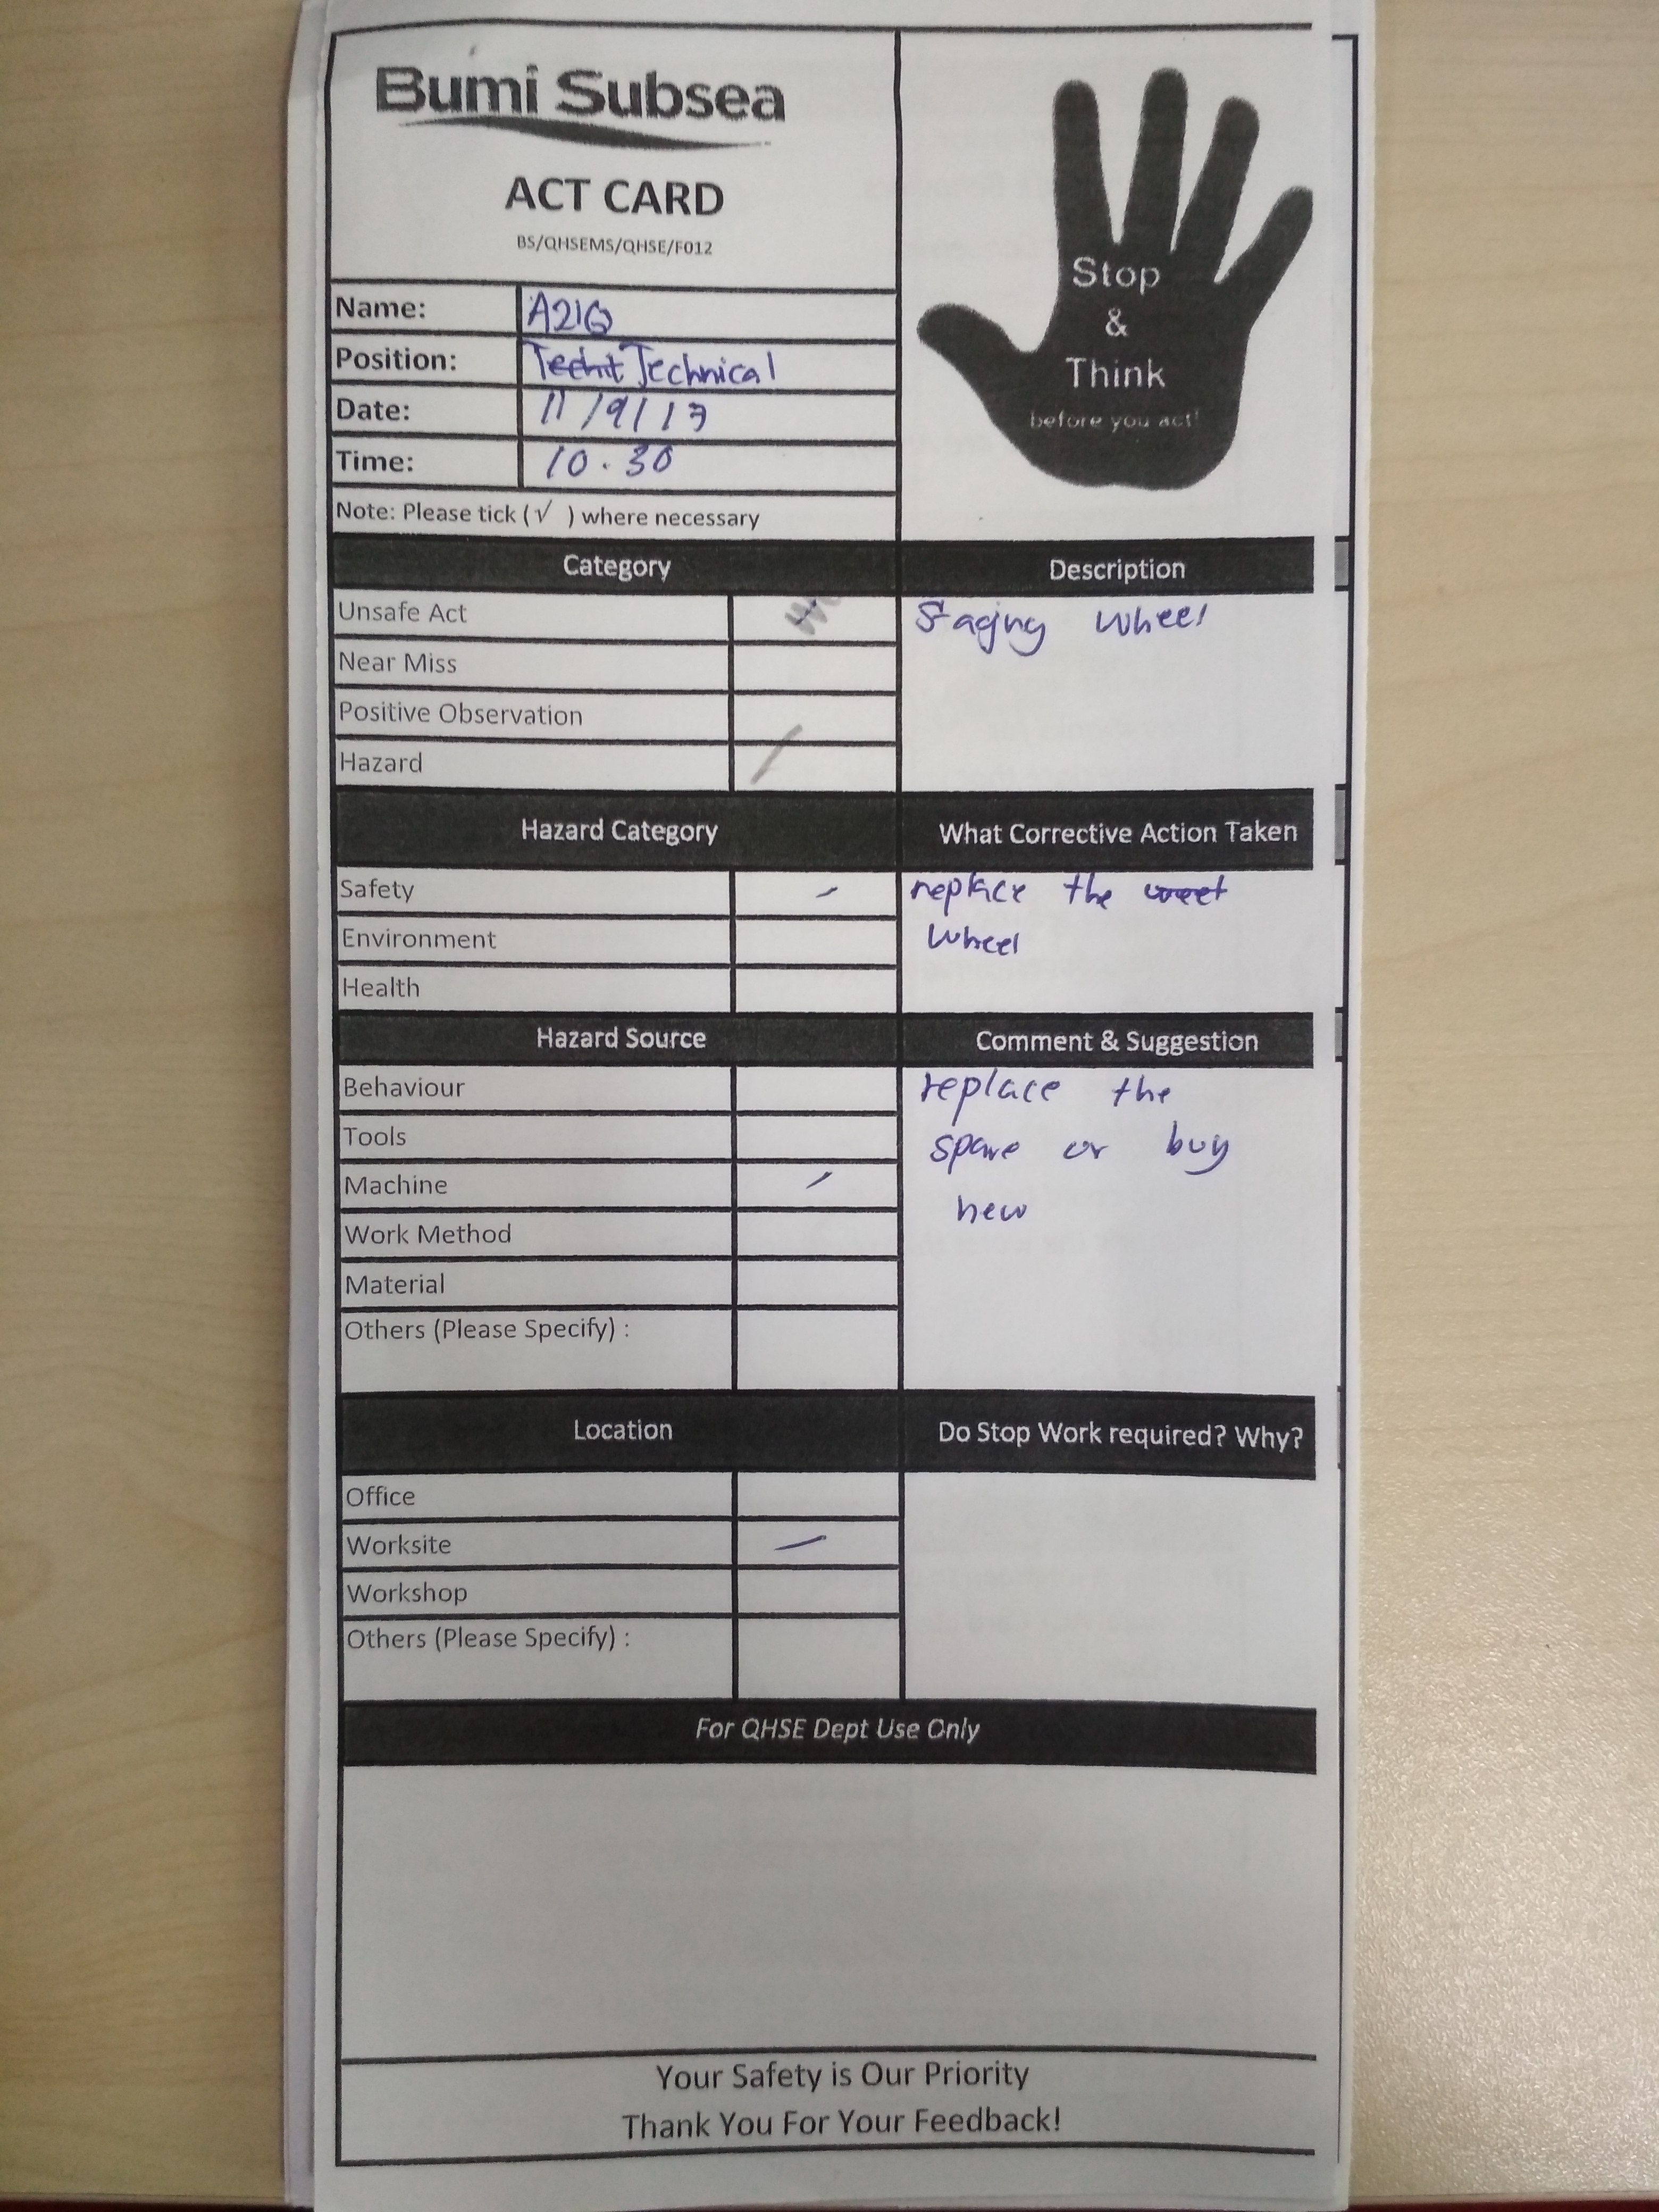 Bumi Subsea
ACT CARD
BS/QHSEMS/QHSE/F012
Stop
&
Think
before you act!
Name: A21Q
Position: Technical
Date: 11/9/17
Time: 10.30
Note: Please tick (√ ) where necessary
Category
Description
Unsafe Act
Staging wheel
Near Miss
Positive Observation
Hazard /
Hazard Category
What Corrective Action Taken
Safety /
replace the
wheel
Environment
Health
Hazard Source
Comment & Suggestion
Behaviour
replace the
Tools
spare or buy
Machine /
new
Work Method
Material
Others (Please Specify) :
Location
Do Stop Work required? Why?
Office
Worksite /
Workshop
Others (Please Specify) :
For QHSE Dept Use Only
Your Safety is Our Priority
Thank You For Your Feedback!